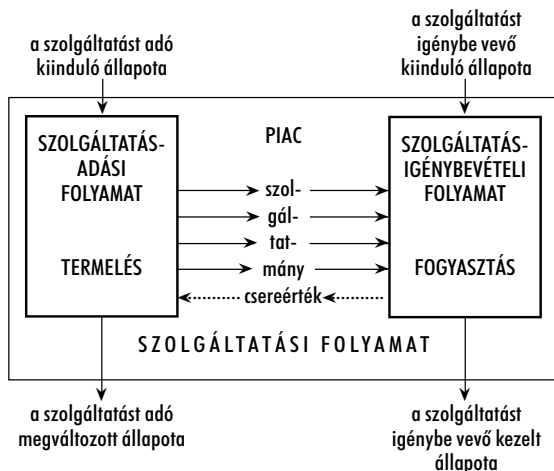 a szolgáltatást adó
kiinduló állapota
a szolgáltatást
igénybe vevő
kiinduló állapota
PIAC
SZOLGÁLTATÁS-
ADÁSI
FOLYAMAT
TERMELÉS
szol-
gál-
tat-
mány
csereérték
SZOLGÁLTATÁS-
IGÉNYBEVÉTELI
FOLYAMAT
FOGYASZTÁS
SZOLGÁLTATÁSI FOLYAMAT
a szolgáltatást adó
megváltozott állapota
a szolgáltatást
igénybe vevő kezelt
állapota